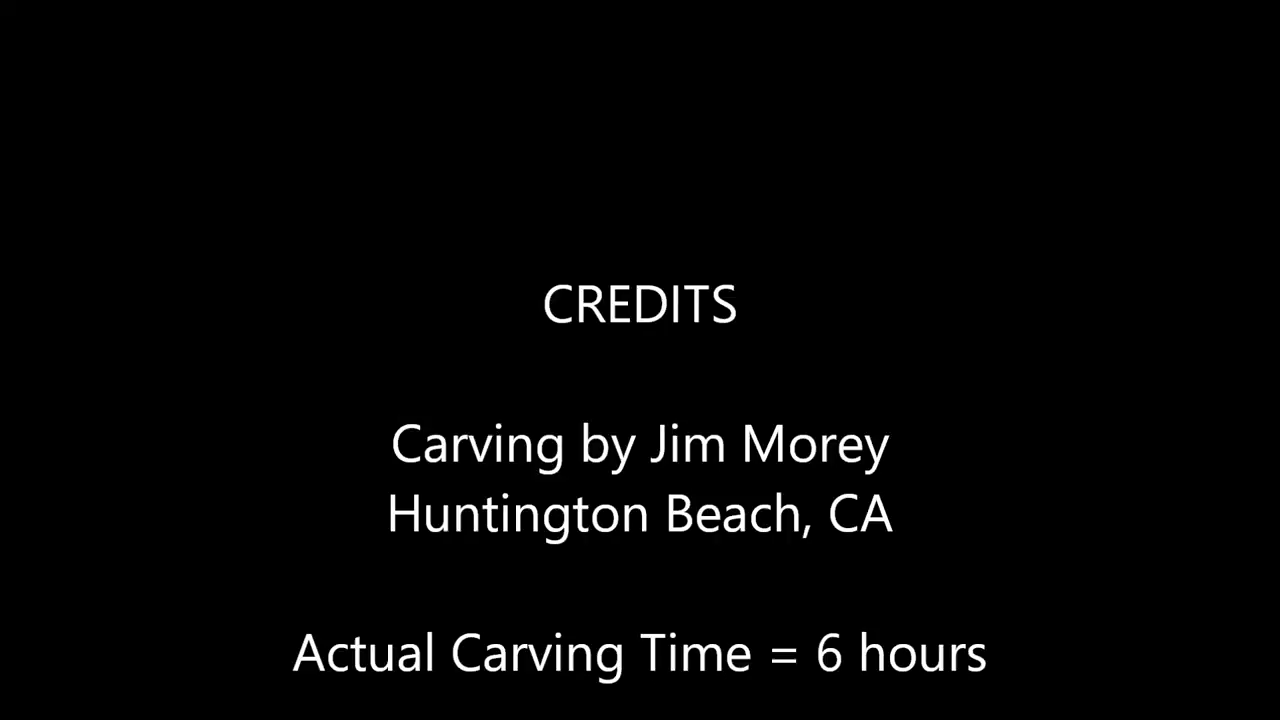 CREDITS
Carving by Jim Morey
Huntington Beach, CA
Actual Carving Time = 6 hours